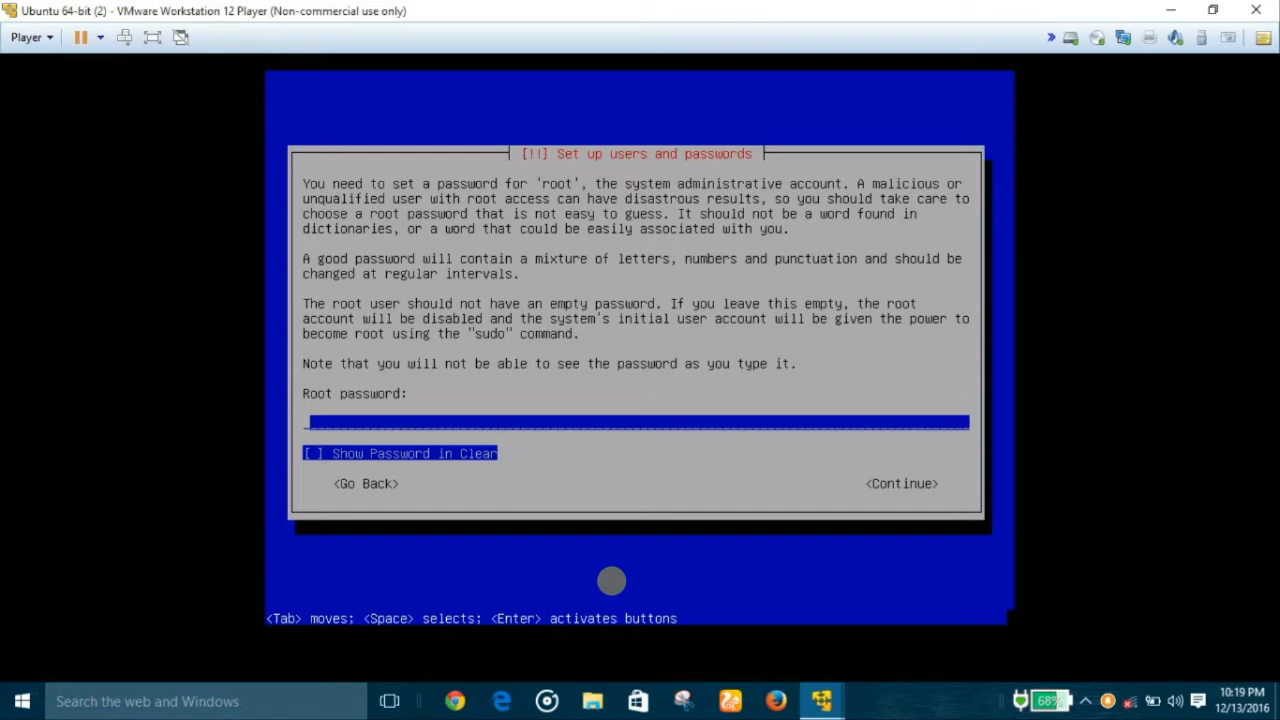 Ubuntu 64-bit (2) - VMware Workstation 12 Player (Non-commercial use only)
Player
[!!] Set up users and passwords
You need to set a password for 'root', the system administrative account. A malicious or
unqualified user with root access can have disastrous results, so you should take care to
choose a root password that is not easy to guess. It should not be a word found in
dictionaries, or a word that could be easily associated with you.
A good password will contain a mixture of letters, numbers and punctuation and should be
changed at regular intervals.
The root user should not have an empty password. If you leave this empty, the root
account will be disabled and the system's initial user account will be given the power to
become root using the "sudo" command.
Note that you will not be able to see the password as you type it.
Root password:
[ ] Show Password in Clear
<Go Back> <Continue>
<Tab> moves; <Space> selects; <Enter> activates buttons
Search the web and Windows
68%
10:19 PM
12/13/2016